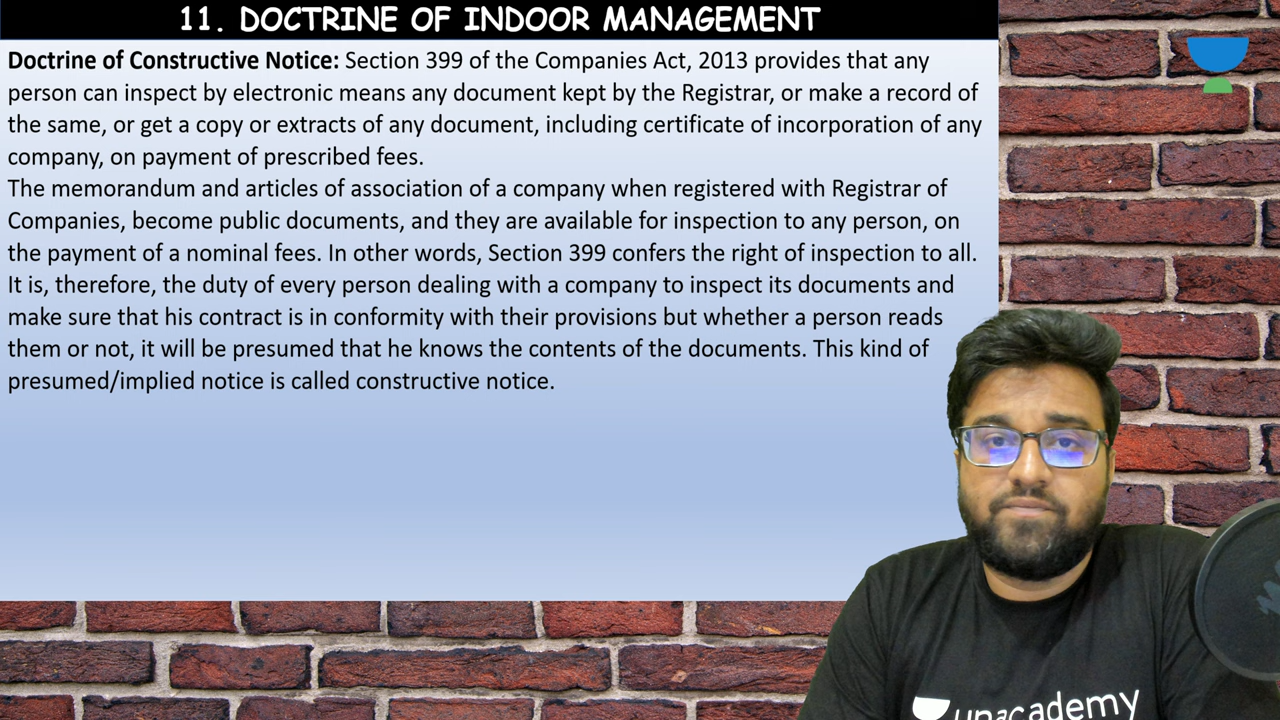 11. DOCTRINE OF INDOOR MANAGEMENT
Doctrine of Constructive Notice: Section 399 of the Companies Act, 2013 provides that any
person can inspect by electronic means any document kept by the Registrar, or make a record of
the same, or get a copy or extracts of any document, including certificate of incorporation of any
company, on payment of prescribed fees.
The memorandum and articles of association of a company when registered with Registrar of
Companies, become public documents, and they are available for inspection to any person, on
the payment of a nominal fees. In other words, Section 399 confers the right of inspection to all.
It is, therefore, the duty of every person dealing with a company to inspect its documents and
make sure that his contract is in conformity with their provisions but whether a person reads
them or not, it will be presumed that he knows the contents of the documents. This kind of
presumed/implied notice is called constructive notice.
unacademy